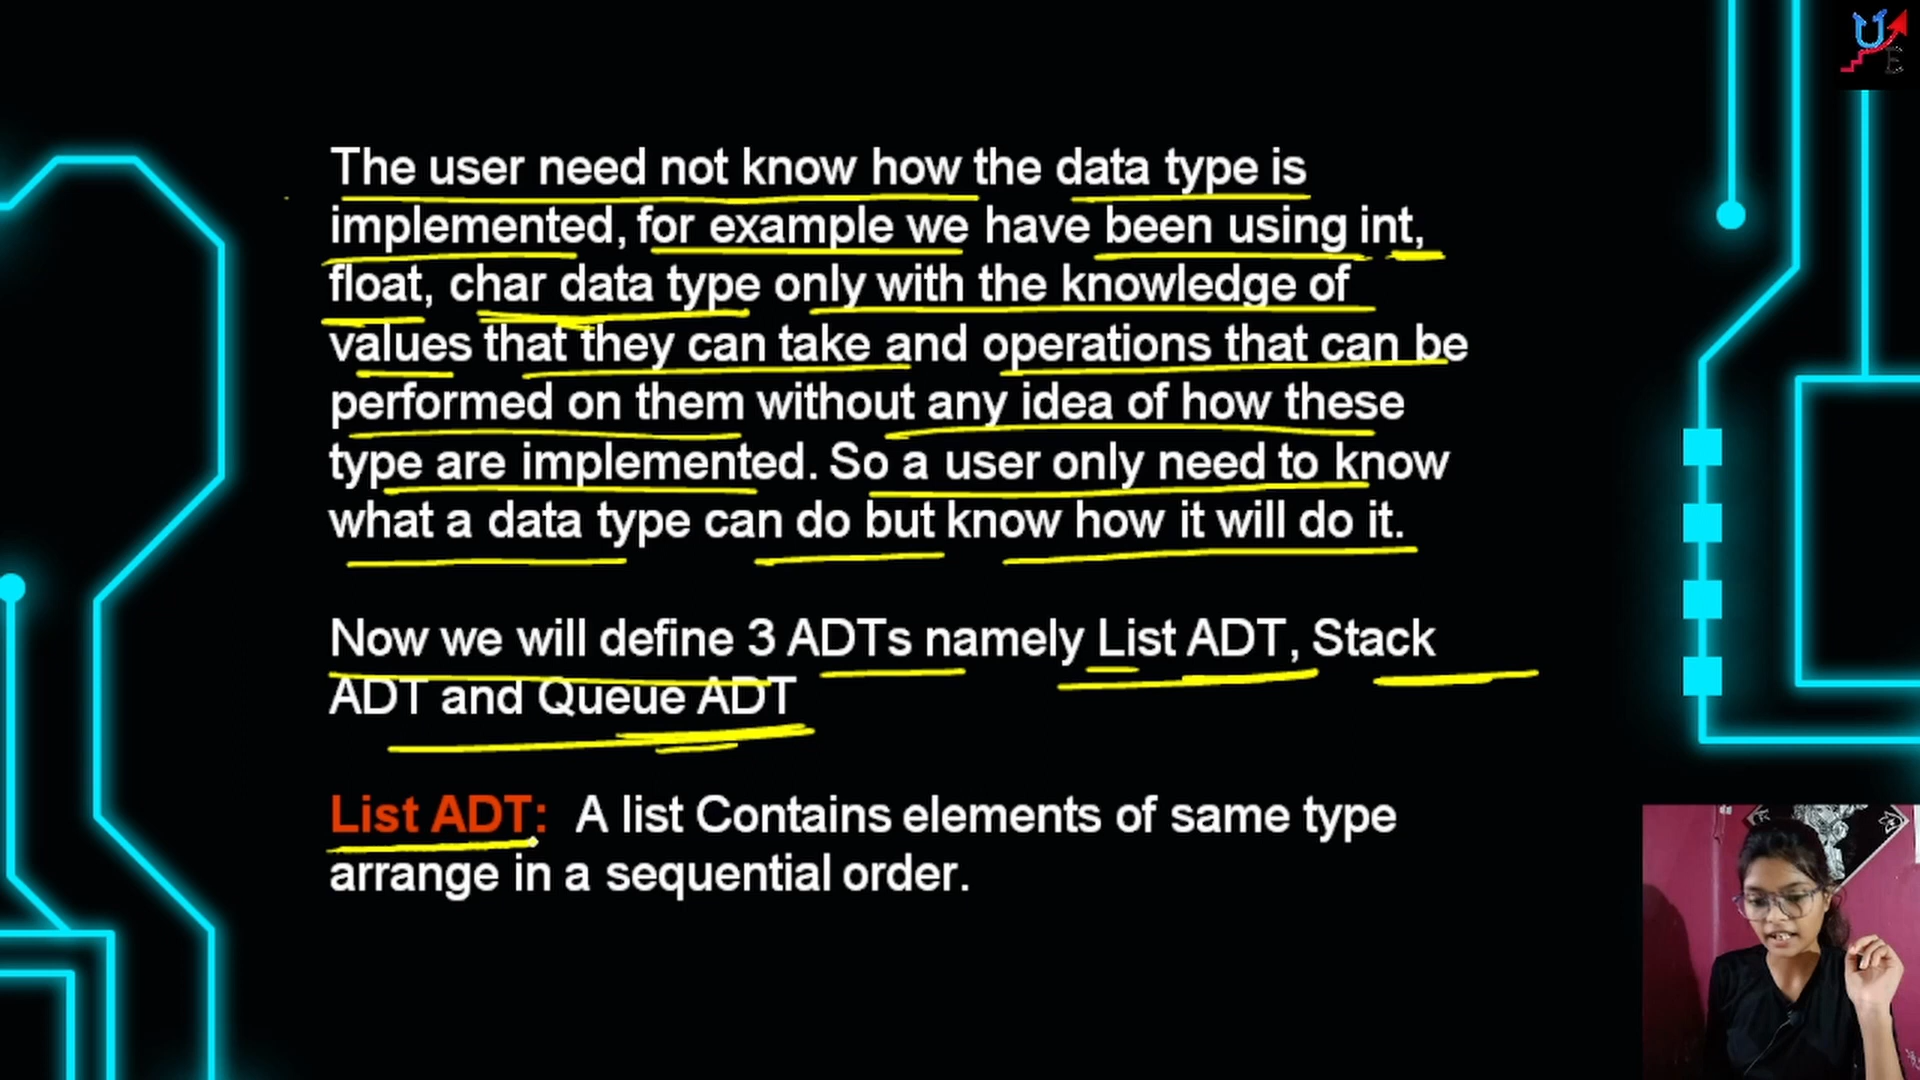 The user need not know how the data type is
implemented, for example we have been using int,
float, char data type only with the knowledge of
values that they can take and operations that can be
performed on them without any idea of how these
type are implemented. So a user only need to know
what a data type can do but know how it will do it.
Now we will define 3 ADTs namely List ADT, Stack
ADT and Queue ADT
List ADT: A list Contains elements of same type
arrange in a sequential order.